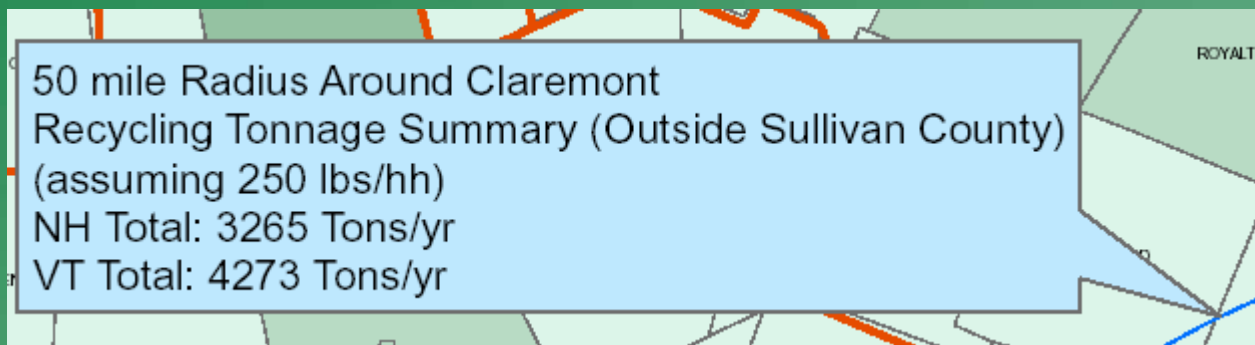 50 mile Radius Around Claremont
Recycling Tonnage Summary (Outside Sullivan County)
(assuming 250 lbs/hh)
NH Total: 3265 Tons/yr
VT Total: 4273 Tons/yr
ROYALT